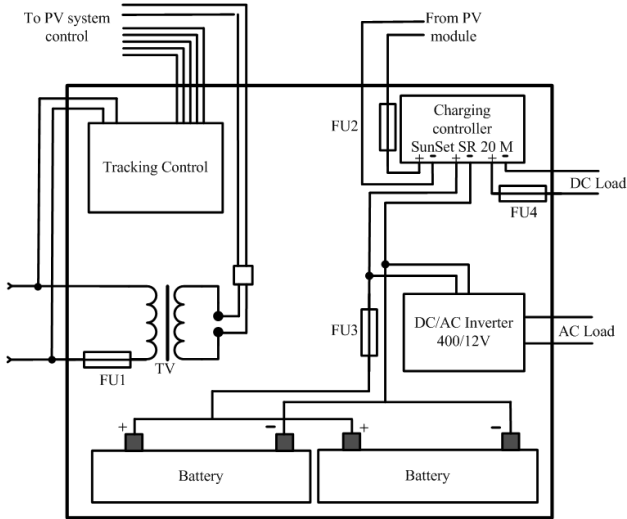 To PV system
control
From PV
module
FU2
Charging
controller
SunSet SR 20 M
+ - + - + -
Tracking Control
DC Load
FU4
FU3
DC/AC Inverter
400/12V
AC Load
FU1
TV
+ - + -
Battery
Battery